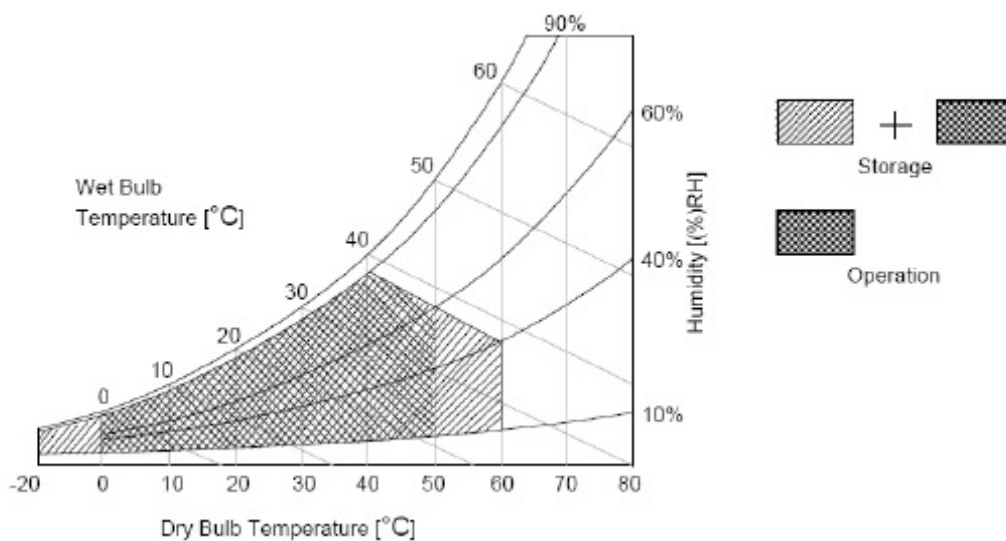 90%
60
60%
50
Wet Bulb
Temperature [°C]
Storage
40
40%
Humidity [(%)RH]
30
Operation
20
10
0
10%
-20 0 10 20 30 40 50 60 70 80
Dry Bulb Temperature [°C]